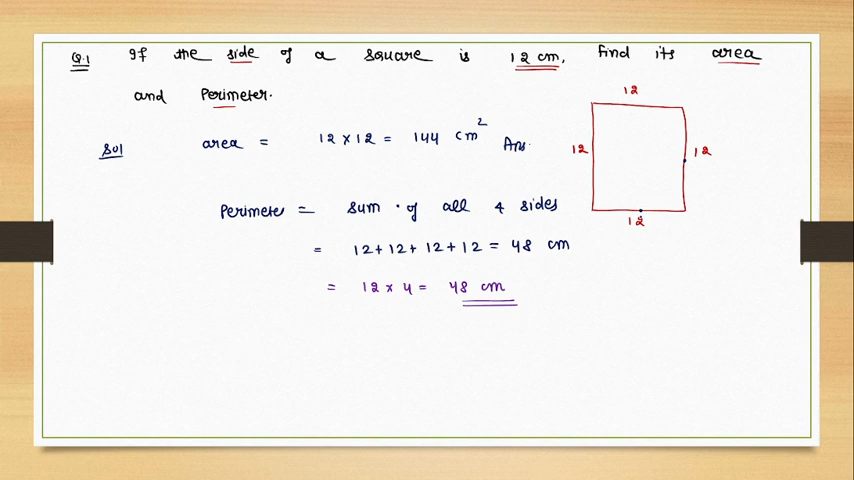 Q.1 If the side of a square is 12 cm, find its area
and Perimeter.
12
Sol area = 12 x 12 = 144 cm² Ans.
12
12
Perimeter = Sum of all 4 sides
12
= 12 + 12 + 12 + 12 = 48 cm
= 12 x 4 = 48 cm